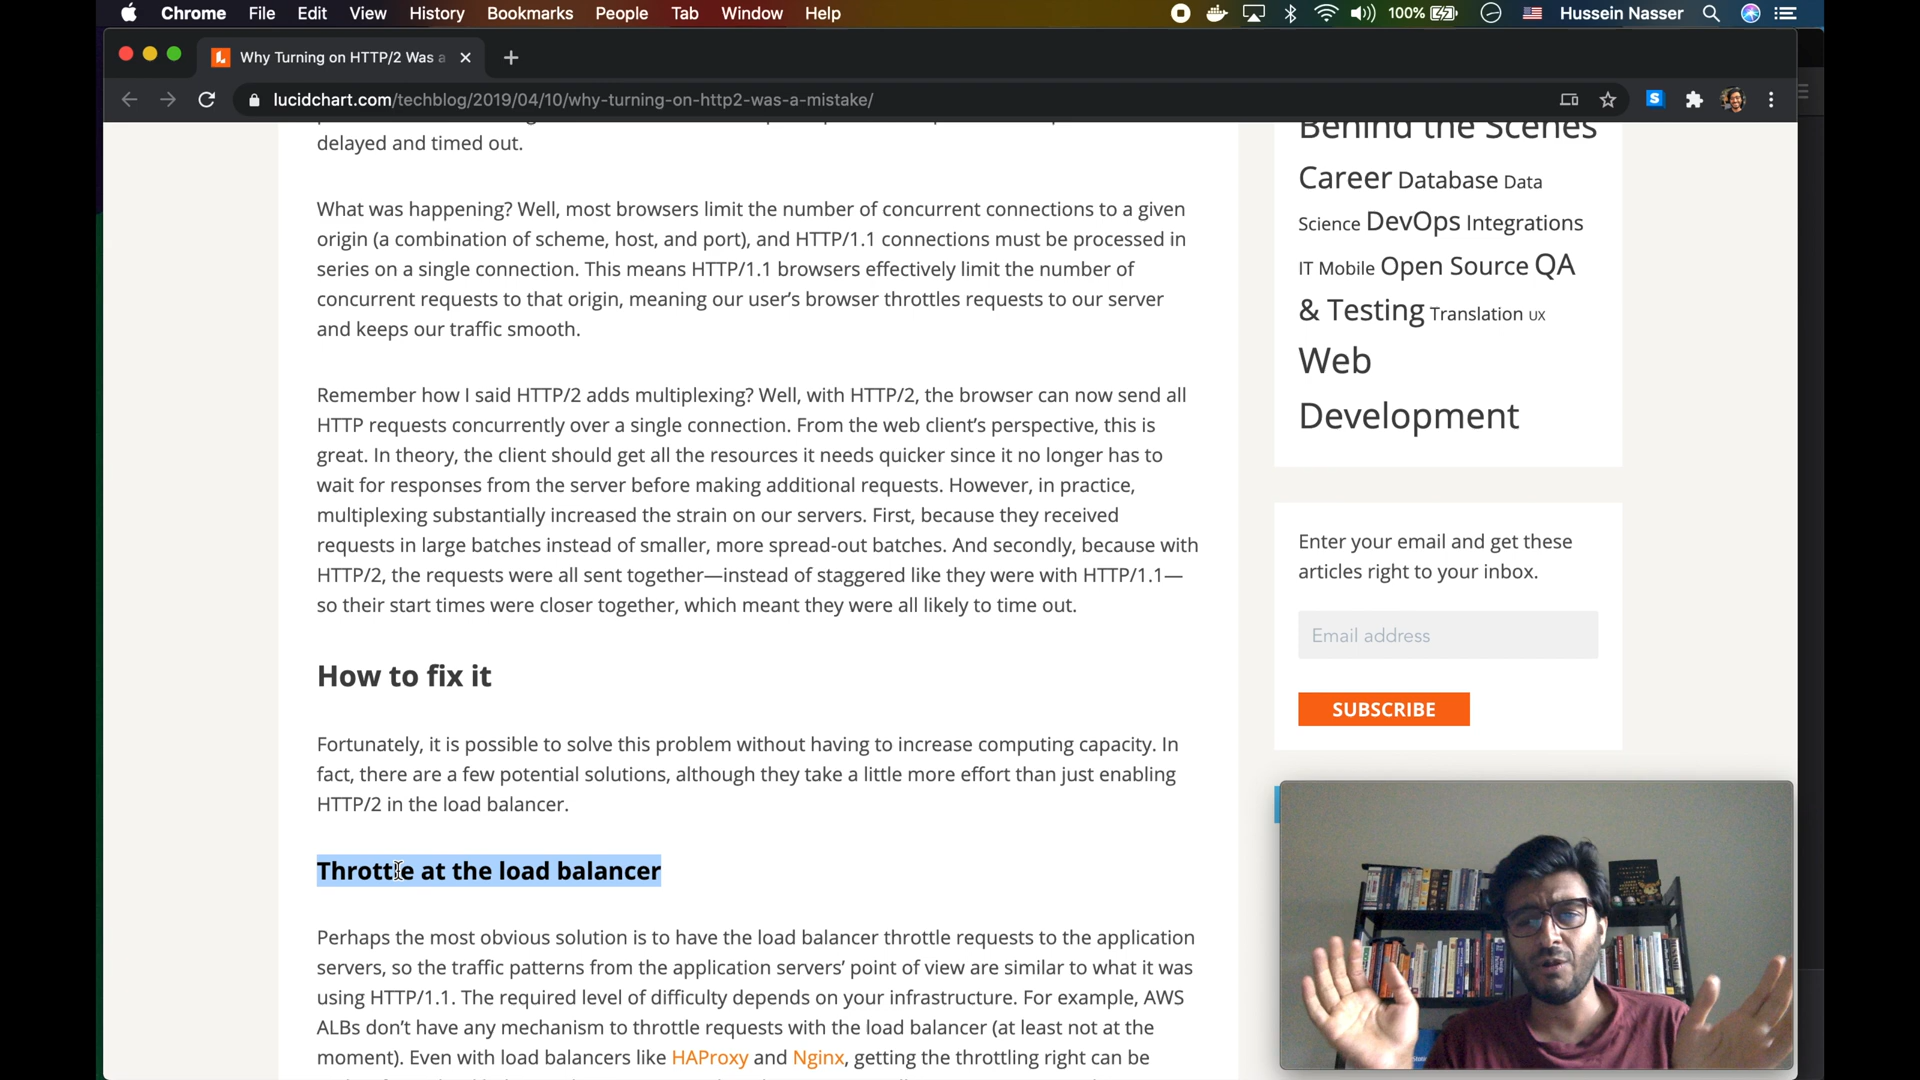 Chrome File Edit View History Bookmarks People Tab Window Help 100% Hussein Nasser
Why Turning on HTTP/2 Was a
lucidchart.com/techblog/2019/04/10/why-turning-on-http2-was-a-mistake/
delayed and timed out.
What was happening? Well, most browsers limit the number of concurrent connections to a given
origin (a combination of scheme, host, and port), and HTTP/1.1 connections must be processed in
series on a single connection. This means HTTP/1.1 browsers effectively limit the number of
concurrent requests to that origin, meaning our user's browser throttles requests to our server
and keeps our traffic smooth.
Remember how I said HTTP/2 adds multiplexing? Well, with HTTP/2, the browser can now send all
HTTP requests concurrently over a single connection. From the web client's perspective, this is
great. In theory, the client should get all the resources it needs quicker since it no longer has to
wait for responses from the server before making additional requests. However, in practice,
multiplexing substantially increased the strain on our servers. First, because they received
requests in large batches instead of smaller, more spread-out batches. And secondly, because with
HTTP/2, the requests were all sent together—instead of staggered like they were with HTTP/1.1—
so their start times were closer together, which meant they were all likely to time out.
How to fix it
Fortunately, it is possible to solve this problem without having to increase computing capacity. In
fact, there are a few potential solutions, although they take a little more effort than just enabling
HTTP/2 in the load balancer.
Throttle at the load balancer
Perhaps the most obvious solution is to have the load balancer throttle requests to the application
servers, so the traffic patterns from the application servers' point of view are similar to what it was
using HTTP/1.1. The required level of difficulty depends on your infrastructure. For example, AWS
ALBs don't have any mechanism to throttle requests with the load balancer (at least not at the
moment). Even with load balancers like HAProxy and Nginx, getting the throttling right can be
Behind the Scenes
Career Database Data
Science DevOps Integrations
IT Mobile Open Source QA
& Testing Translation UX
Web
Development
Enter your email and get these
articles right to your inbox.
Email address
SUBSCRIBE